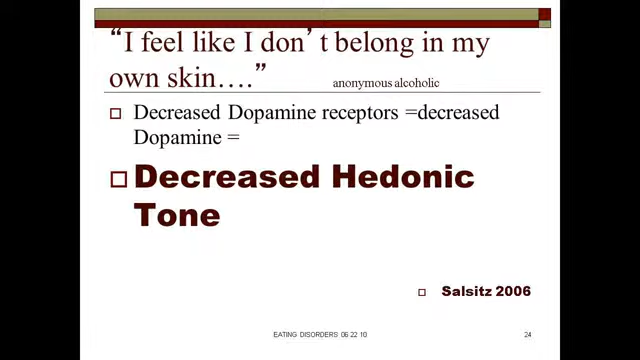 “I feel like I don’t belong in my
own skin….” anonymous alcoholic
Decreased Dopamine receptors =decreased
Dopamine =
Decreased Hedonic
Tone
Salsitz 2006
EATING DISORDERS 06 22 10 24